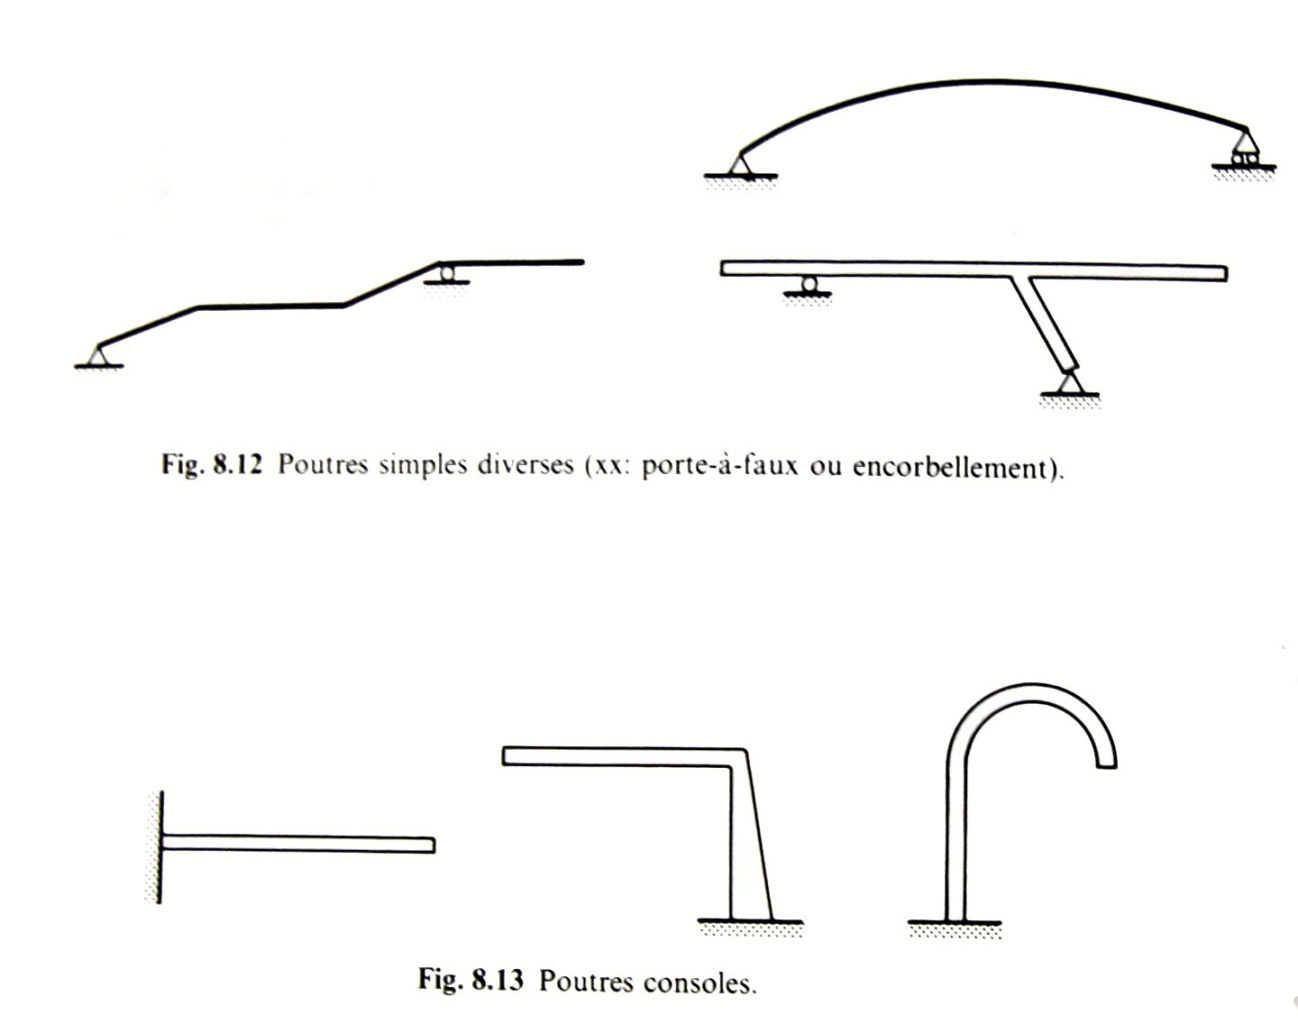 Fig. 8.12 Poutres simples diverses (xx: porte-à-faux ou encorbellement).
Fig. 8.13 Poutres consoles.